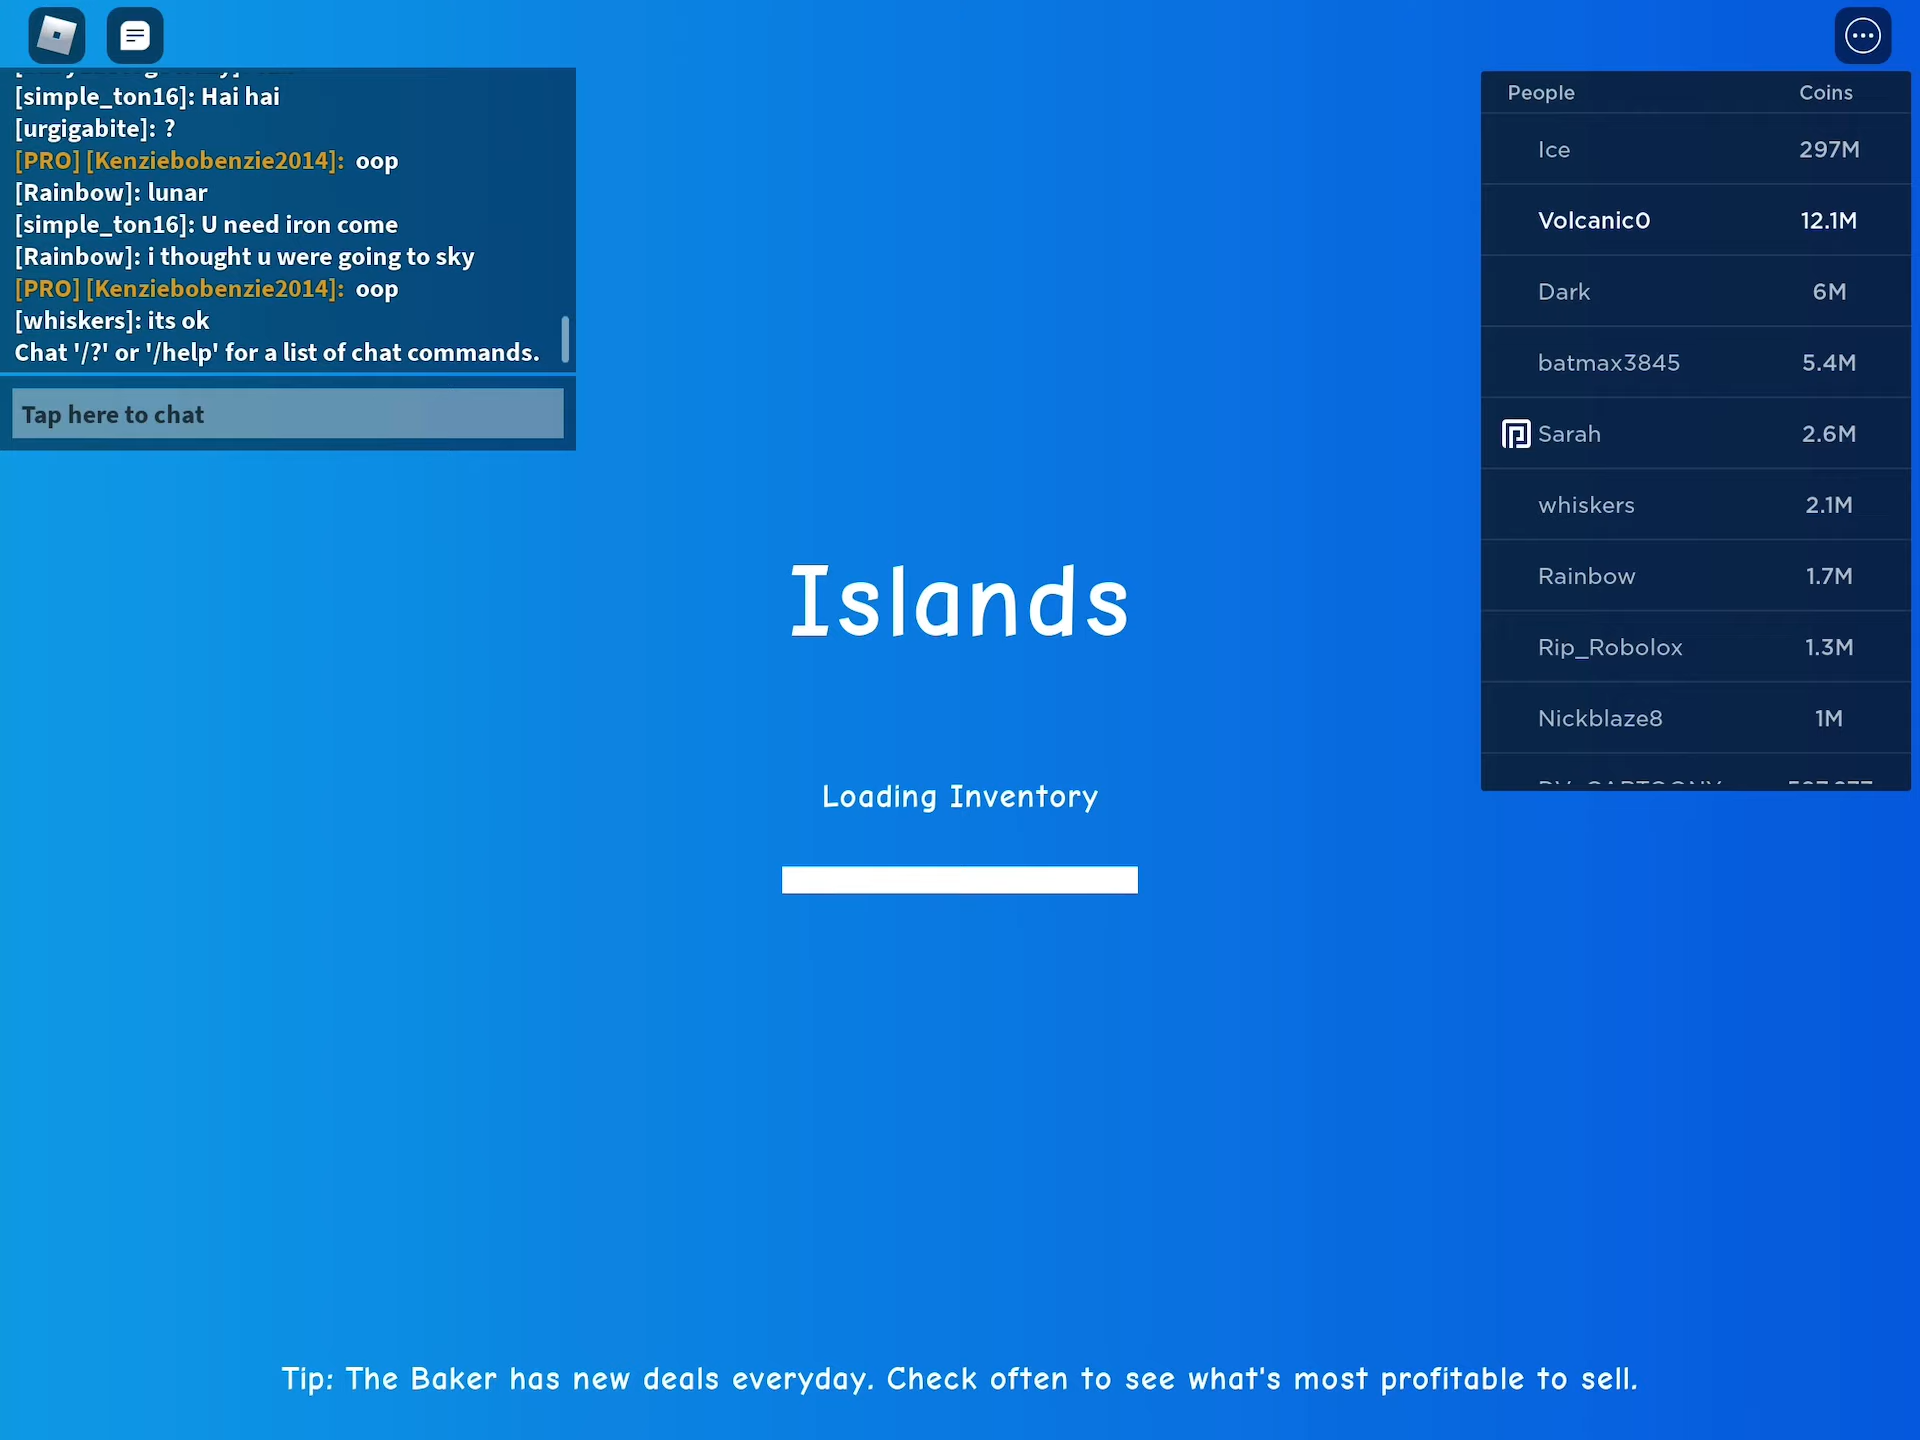 [simple_ton16]: Hai hai
[urgigabite]: ?
[PRO] [Kenziebobenzie2014]: oop
[Rainbow]: lunar
[simple_ton16]: U need iron come
[Rainbow]: i thought u were going to sky
[PRO] [Kenziebobenzie2014]: oop
[whiskers]: its ok
Chat '/?' or '/help' for a list of chat commands.
Tap here to chat
People Coins
Ice 297M
Volcanic0 12.1M
Dark 6M
batmax3845 5.4M
Sarah 2.6M
whiskers 2.1M
Rainbow 1.7M
Rip_Robolox 1.3M
Nickblaze8 1M
Islands
Loading Inventory
Tip: The Baker has new deals everyday. Check often to see what's most profitable to sell.